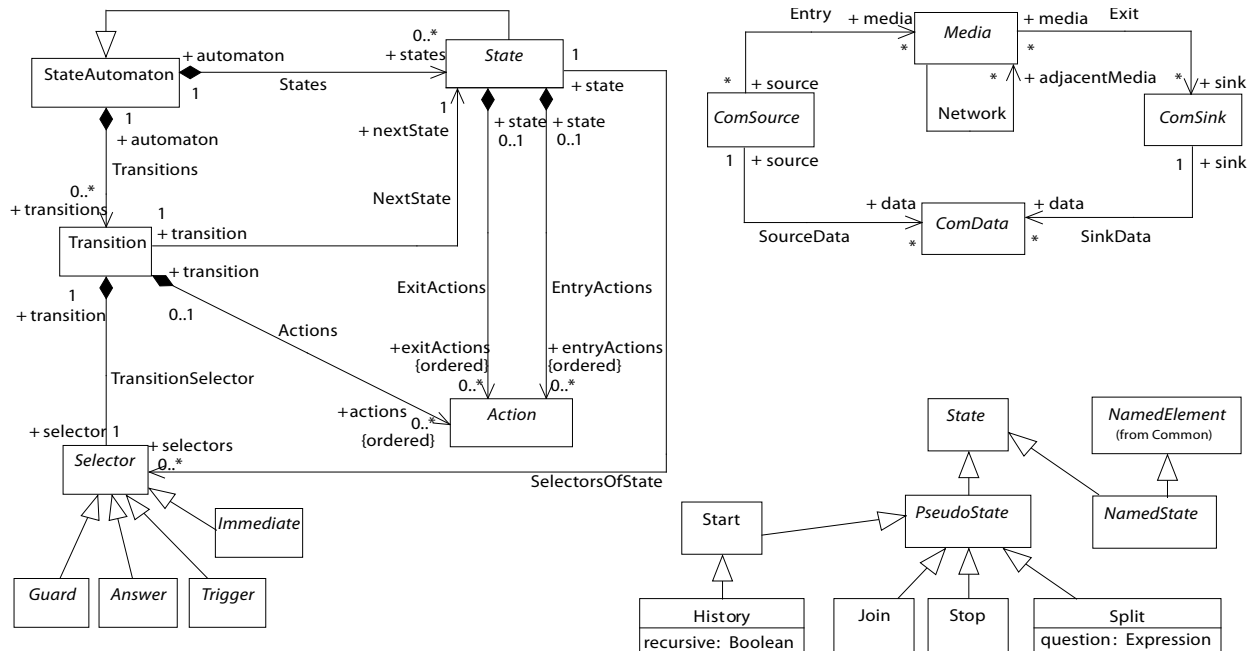 0..*
+ automaton
+ states
State
1
+ state
StateAutomaton
1
States
1
+ automaton
1
+ nextState
+ state
0..1
+ state
0..1
Transitions
0..*
+ transitions
1
+ transition
NextState
Transition
+ transition
0..1
1
+ transition
Actions
ExitActions
EntryActions
TransitionSelector
+exitActions
{ordered}
0..*
+ entryActions
{ordered}
0..*
+actions
0..*
{ordered}
Action
+ selector
1
+ selectors
0..*
Selector
SelectorsOfState
Immediate
Guard
Answer
Trigger
Entry
+ media
*
Media
+ media
*
Exit
*
+ source
*
+ adjacentMedia
*
+ sink
ComSource
Network
ComSink
1
+ source
1
+ sink
+ data
*
ComData
+ data
*
SourceData
SinkData
State
NamedElement
(from Common)
Start
PseudoState
NamedState
History
recursive: Boolean
Join
Stop
Split
question: Expression